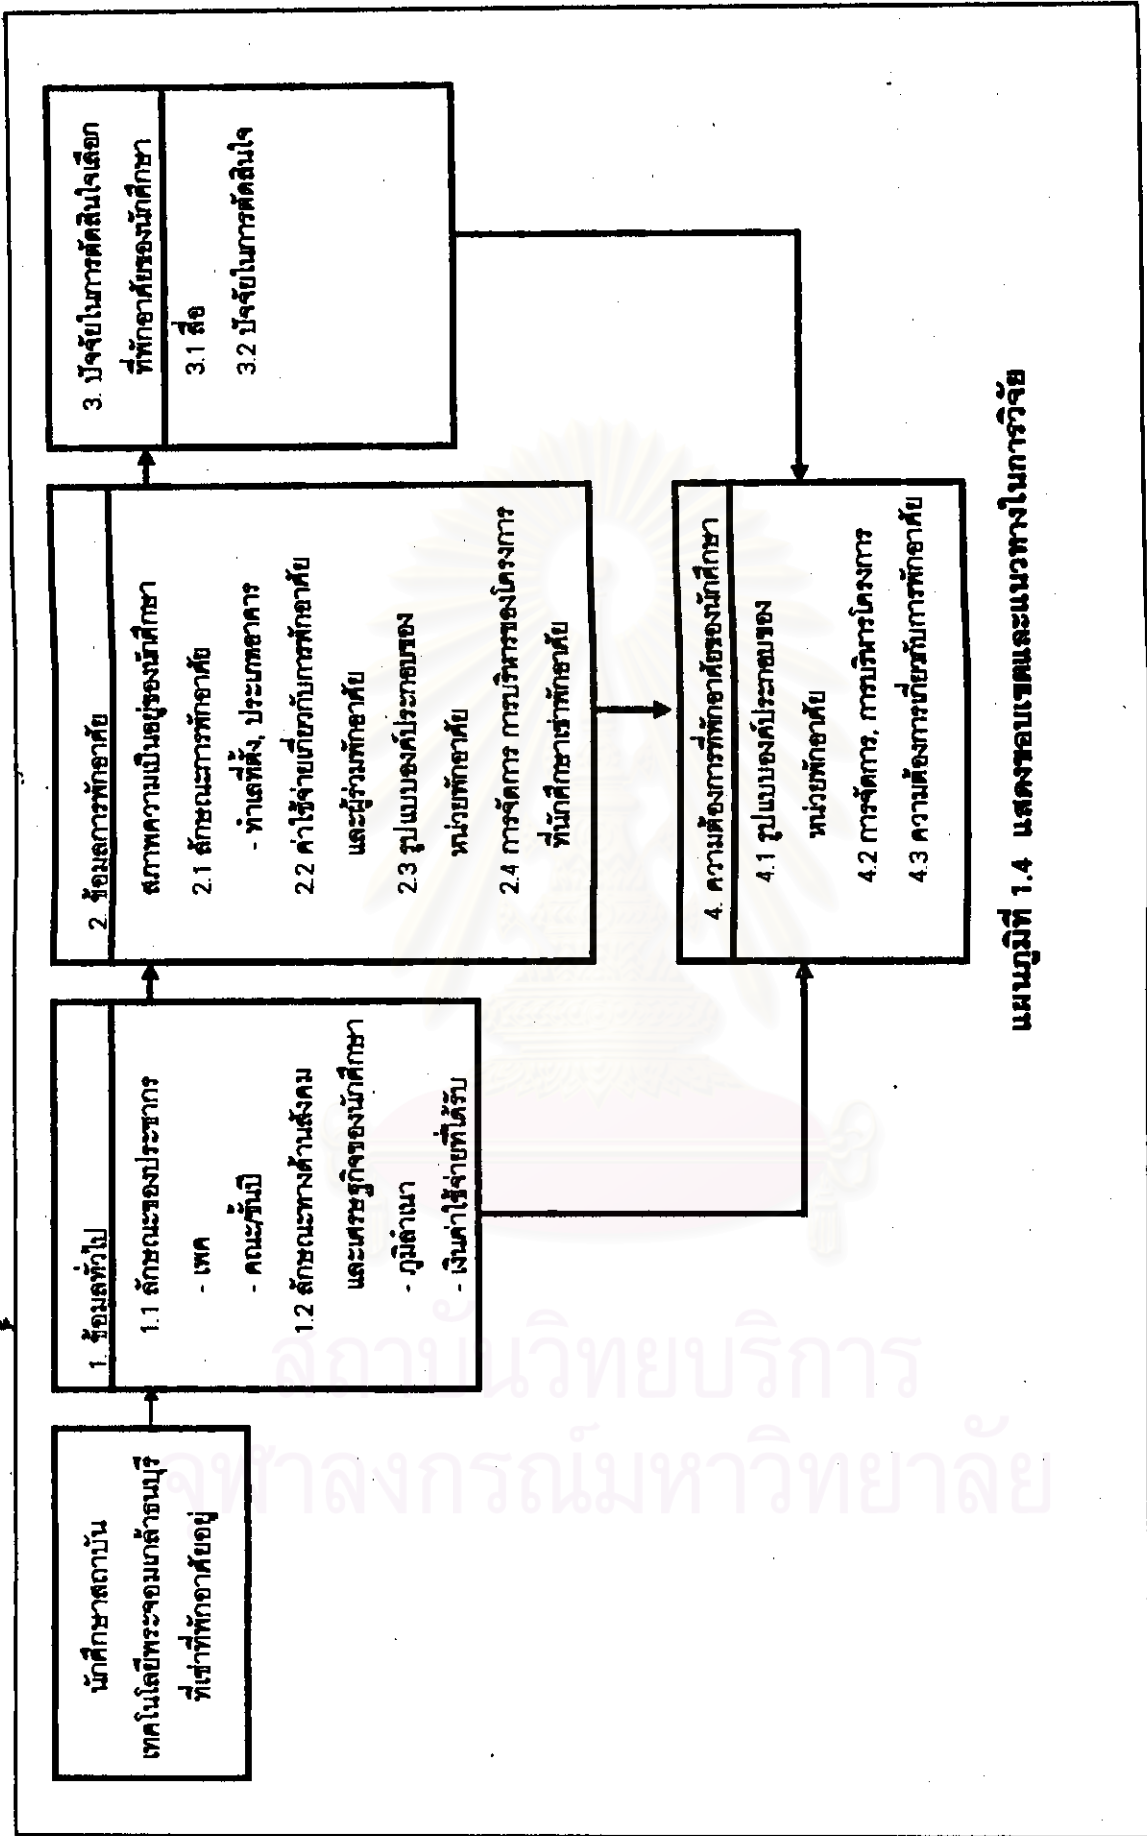 นักศึกษาสถาบัน
เทคโนโลยีพระจอมเกล้าธนบุรี
ที่เช่าที่พักอาศัยอยู่
1. ข้อมูลทั่วไป
1.1 ลักษณะของประชากร
- เพศ
- คณะ/ชั้นปี
1.2 ลักษณะทางด้านสังคม
และเศรษฐกิจของนักศึกษา
- ภูมิลำเนา
- เงินค่าใช้จ่ายที่ได้รับ
2. ข้อมูลการพักอาศัย
สภาพความเป็นอยู่ของนักศึกษา
2.1 ลักษณะการพักอาศัย
- ทำเลที่ตั้ง, ประเภทอาคาร
2.2 ค่าใช้จ่ายเกี่ยวกับการพักอาศัย
และผู้ร่วมพักอาศัย
2.3 รูปแบบองค์ประกอบของ
หน่วยพักอาศัย
2.4 การจัดการ การบริหารของโครงการ
ที่นักศึกษาเช่าพักอาศัย
3. ปัจจัยในการตัดสินใจเลือก
ที่พักอาศัยของนักศึกษา
3.1 สื่อ
3.2 ปัจจัยในการตัดสินใจ
4. ความต้องการที่พักอาศัยของนักศึกษา
4.1 รูปแบบองค์ประกอบของ
หน่วยพักอาศัย
4.2 การจัดการ, การบริหารโครงการ
4.3 ความต้องการเกี่ยวกับการพักอาศัย
แผนภูมิที่ 1.4 แสดงขอบเขตและแนวทางในการวิจัย
สถาบันวิทยบริการ
จุฬาลงกรณ์มหาวิทยาลัย